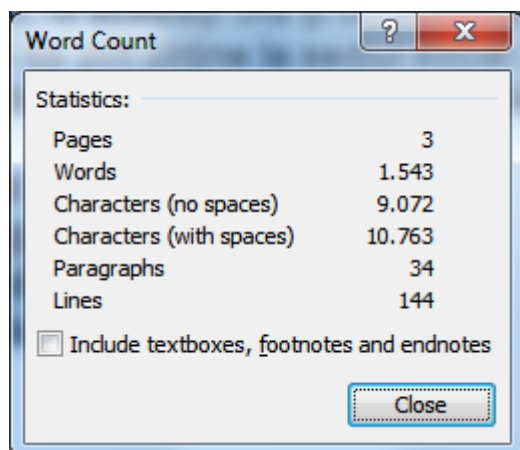 Word Count
Statistics:
Pages 3
Words 1.543
Characters (no spaces) 9.072
Characters (with spaces) 10.763
Paragraphs 34
Lines 144
Include textboxes, footnotes and endnotes
Close